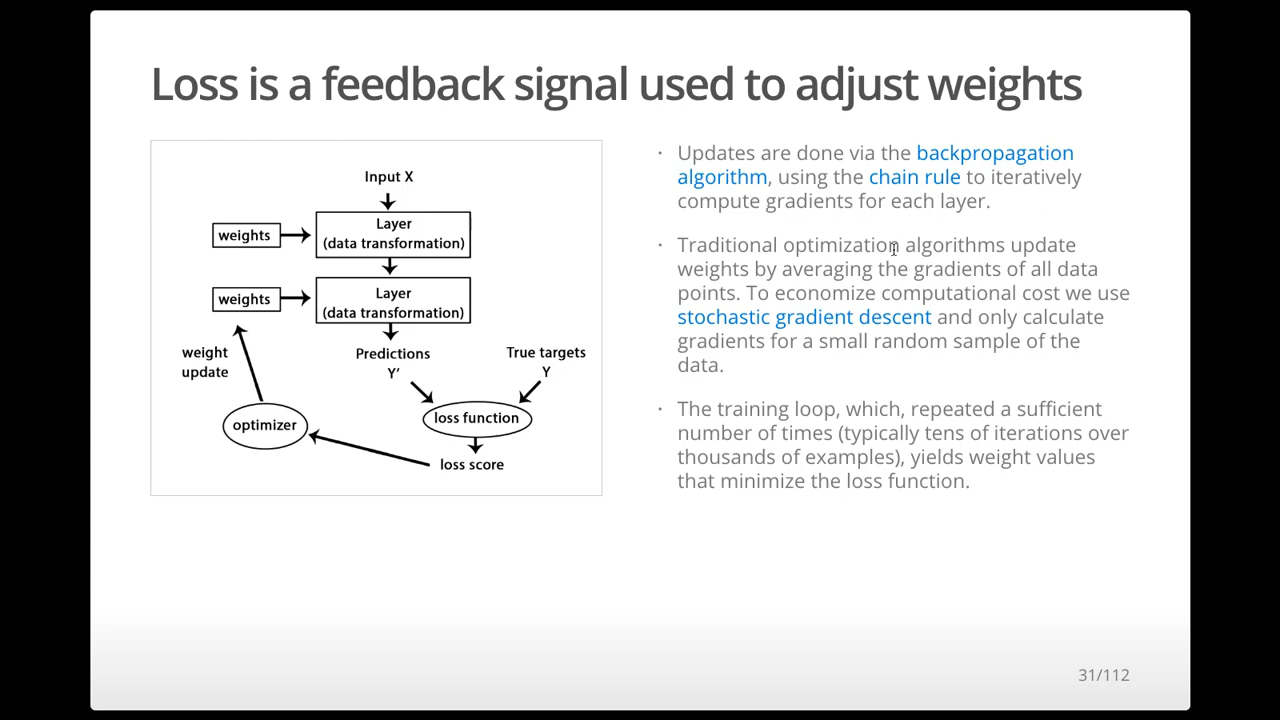 Loss is a feedback signal used to adjust weights
Input X
weights
Layer
(data transformation)
weights
Layer
(data transformation)
weight
update
Predictions
Y'
True targets
Y
optimizer
loss function
loss score
· Updates are done via the backpropagation
algorithm, using the chain rule to iteratively
compute gradients for each layer.
· Traditional optimization algorithms update
weights by averaging the gradients of all data
points. To economize computational cost we use
stochastic gradient descent and only calculate
gradients for a small random sample of the
data.
· The training loop, which, repeated a sufficient
number of times (typically tens of iterations over
thousands of examples), yields weight values
that minimize the loss function.
31/112